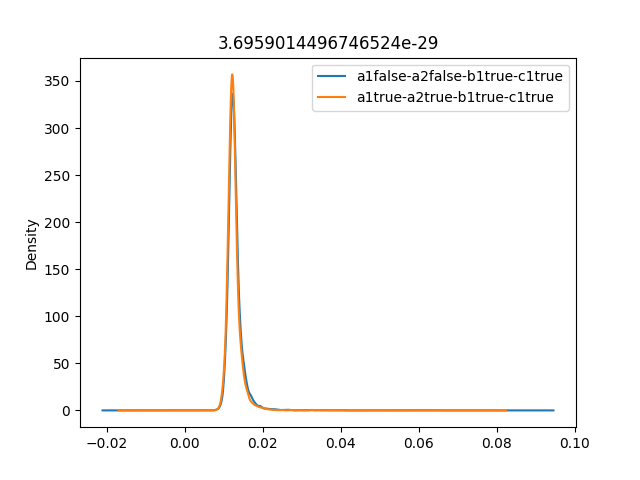 3.6959014496746524e-29
a1false-a2false-b1true-c1true
a1true-a2true-b1true-c1true
350
300
250
200
150
100
50
0
Density
−0.02 0.00 0.02 0.04 0.06 0.08 0.10